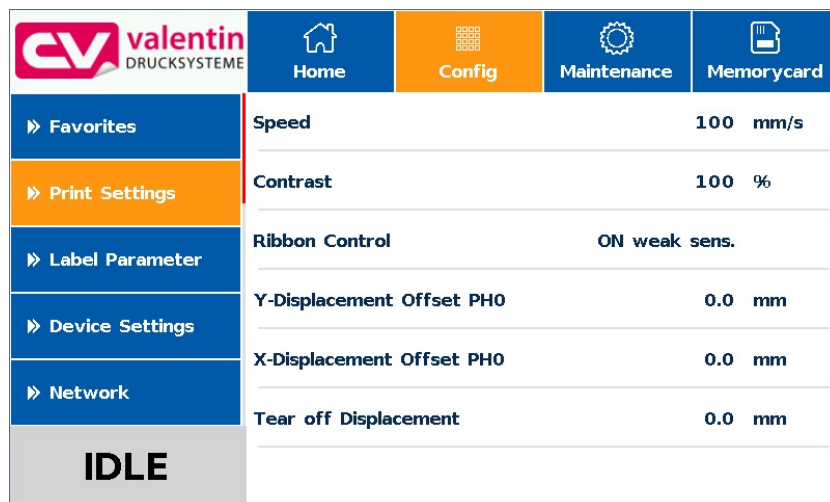 CV. valentin
DRUCKSYSTEME
Home
Config
Maintenance
Memorycard
Favorites
Print Settings
Label Parameter
Device Settings
Network
IDLE
Speed 100 mm/s
Contrast 100 %
Ribbon Control ON weak sens.
Y-Displacement Offset PH0 0.0 mm
X-Displacement Offset PH0 0.0 mm
Tear off Displacement 0.0 mm